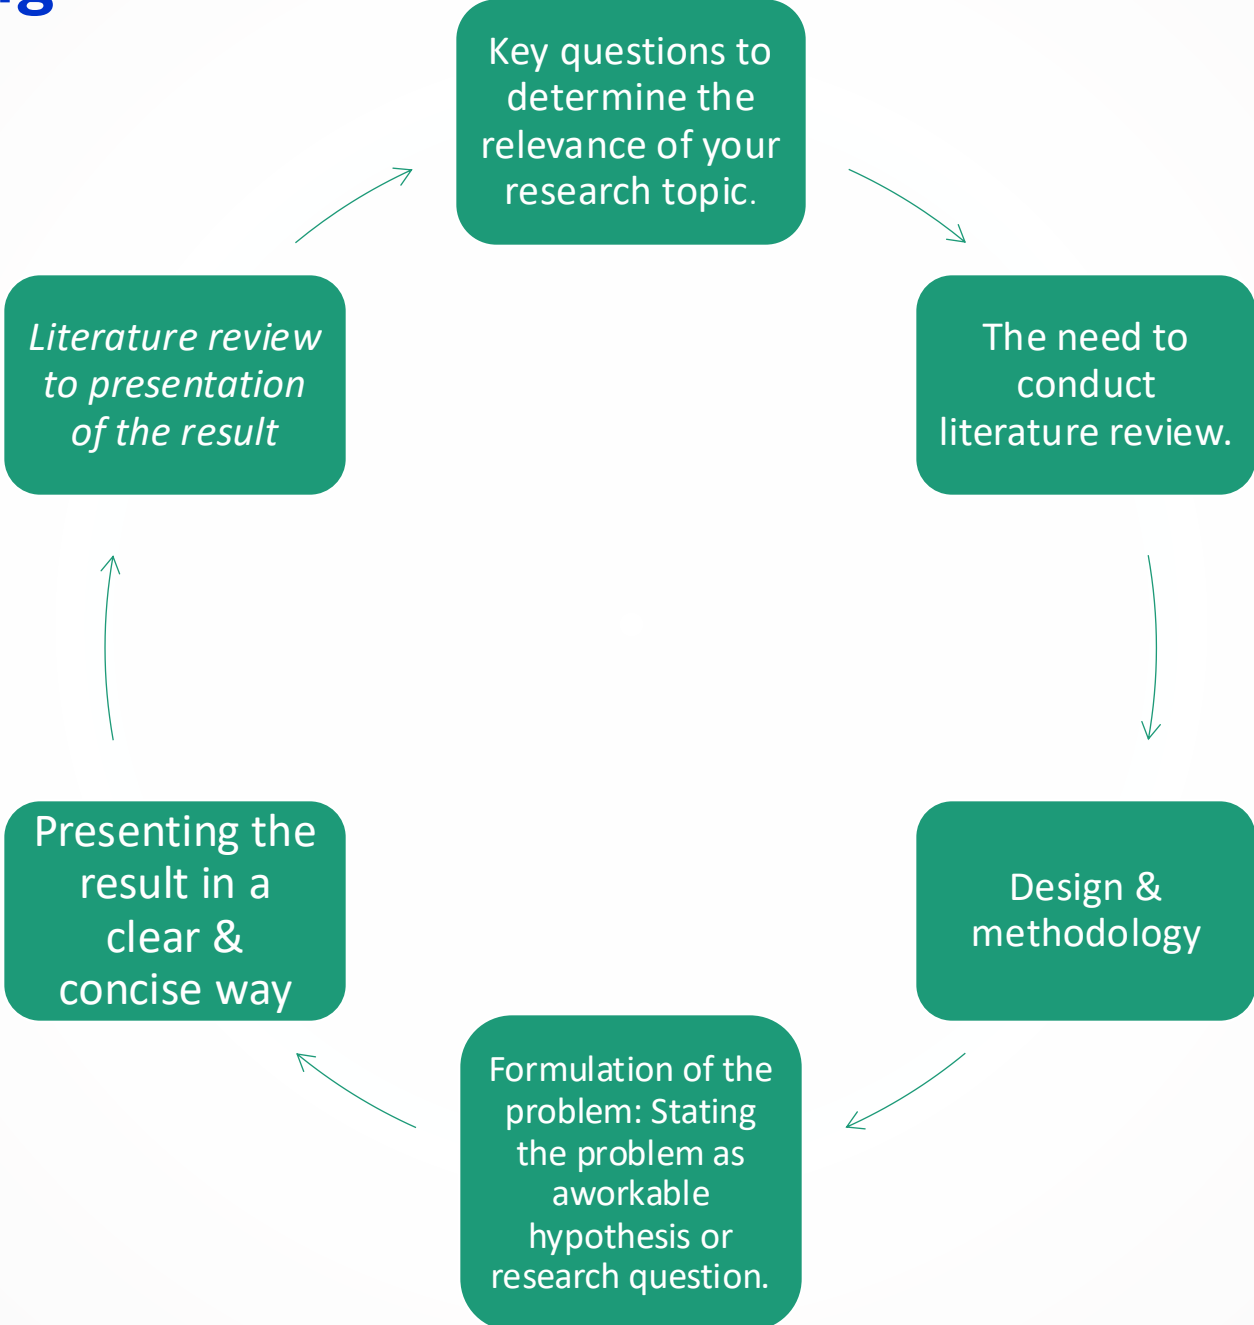 Key questions to
determine the
relevance of your
research topic.
The need to
conduct
literature review.
Design &
methodology
Formulation of the
problem: Stating
the problem as
aworkable
hypothesis or
research question.
Presenting the
result in a
clear &
concise way
Literature review
to presentation
of the result